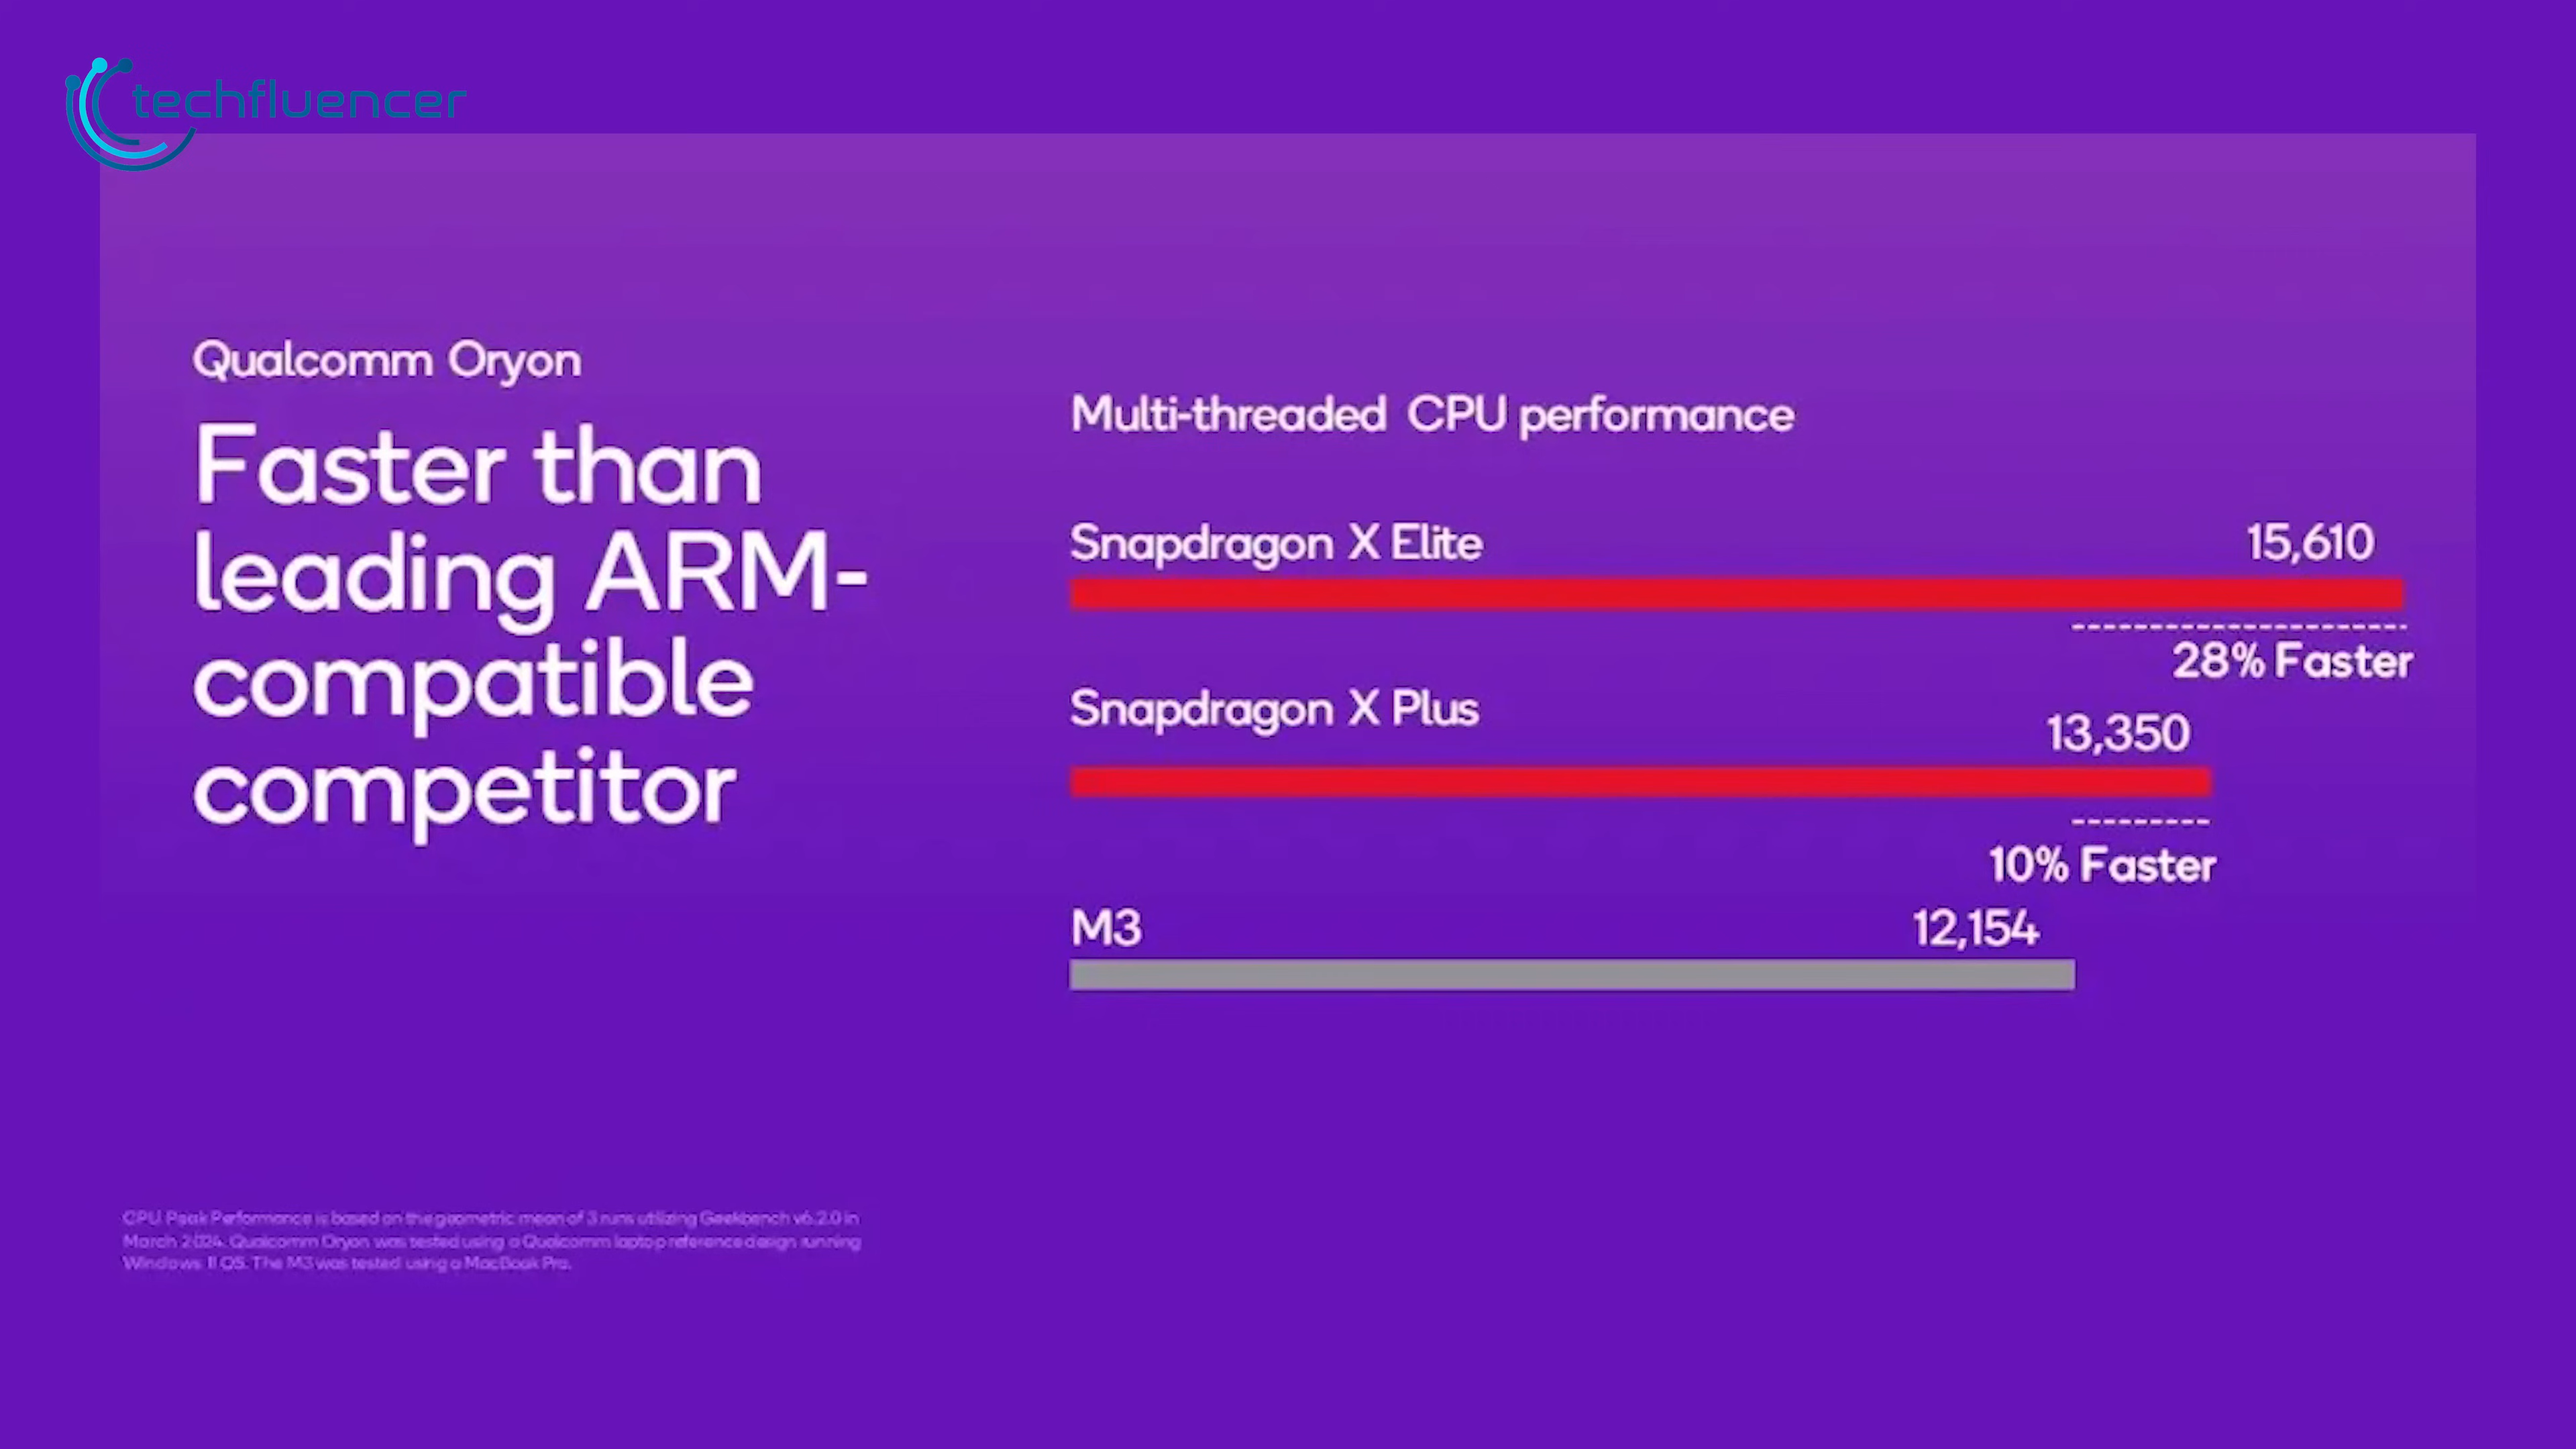 techfluencer
Qualcomm Oryon
Faster than
leading ARM-
compatible
competitor
Multi-threaded CPU performance
Snapdragon X Elite
15,610
28% Faster
Snapdragon X Plus
13,350
10% Faster
M3
12,154
CPU Peak Performance is based on the geometric mean of 3 runs utilizing Geekbench v6.2.0 in
March 2024. Qualcomm Oryon was tested using a Qualcomm laptop reference design running
Windows 11 OS. The M3 was tested using a MacBook Pro.